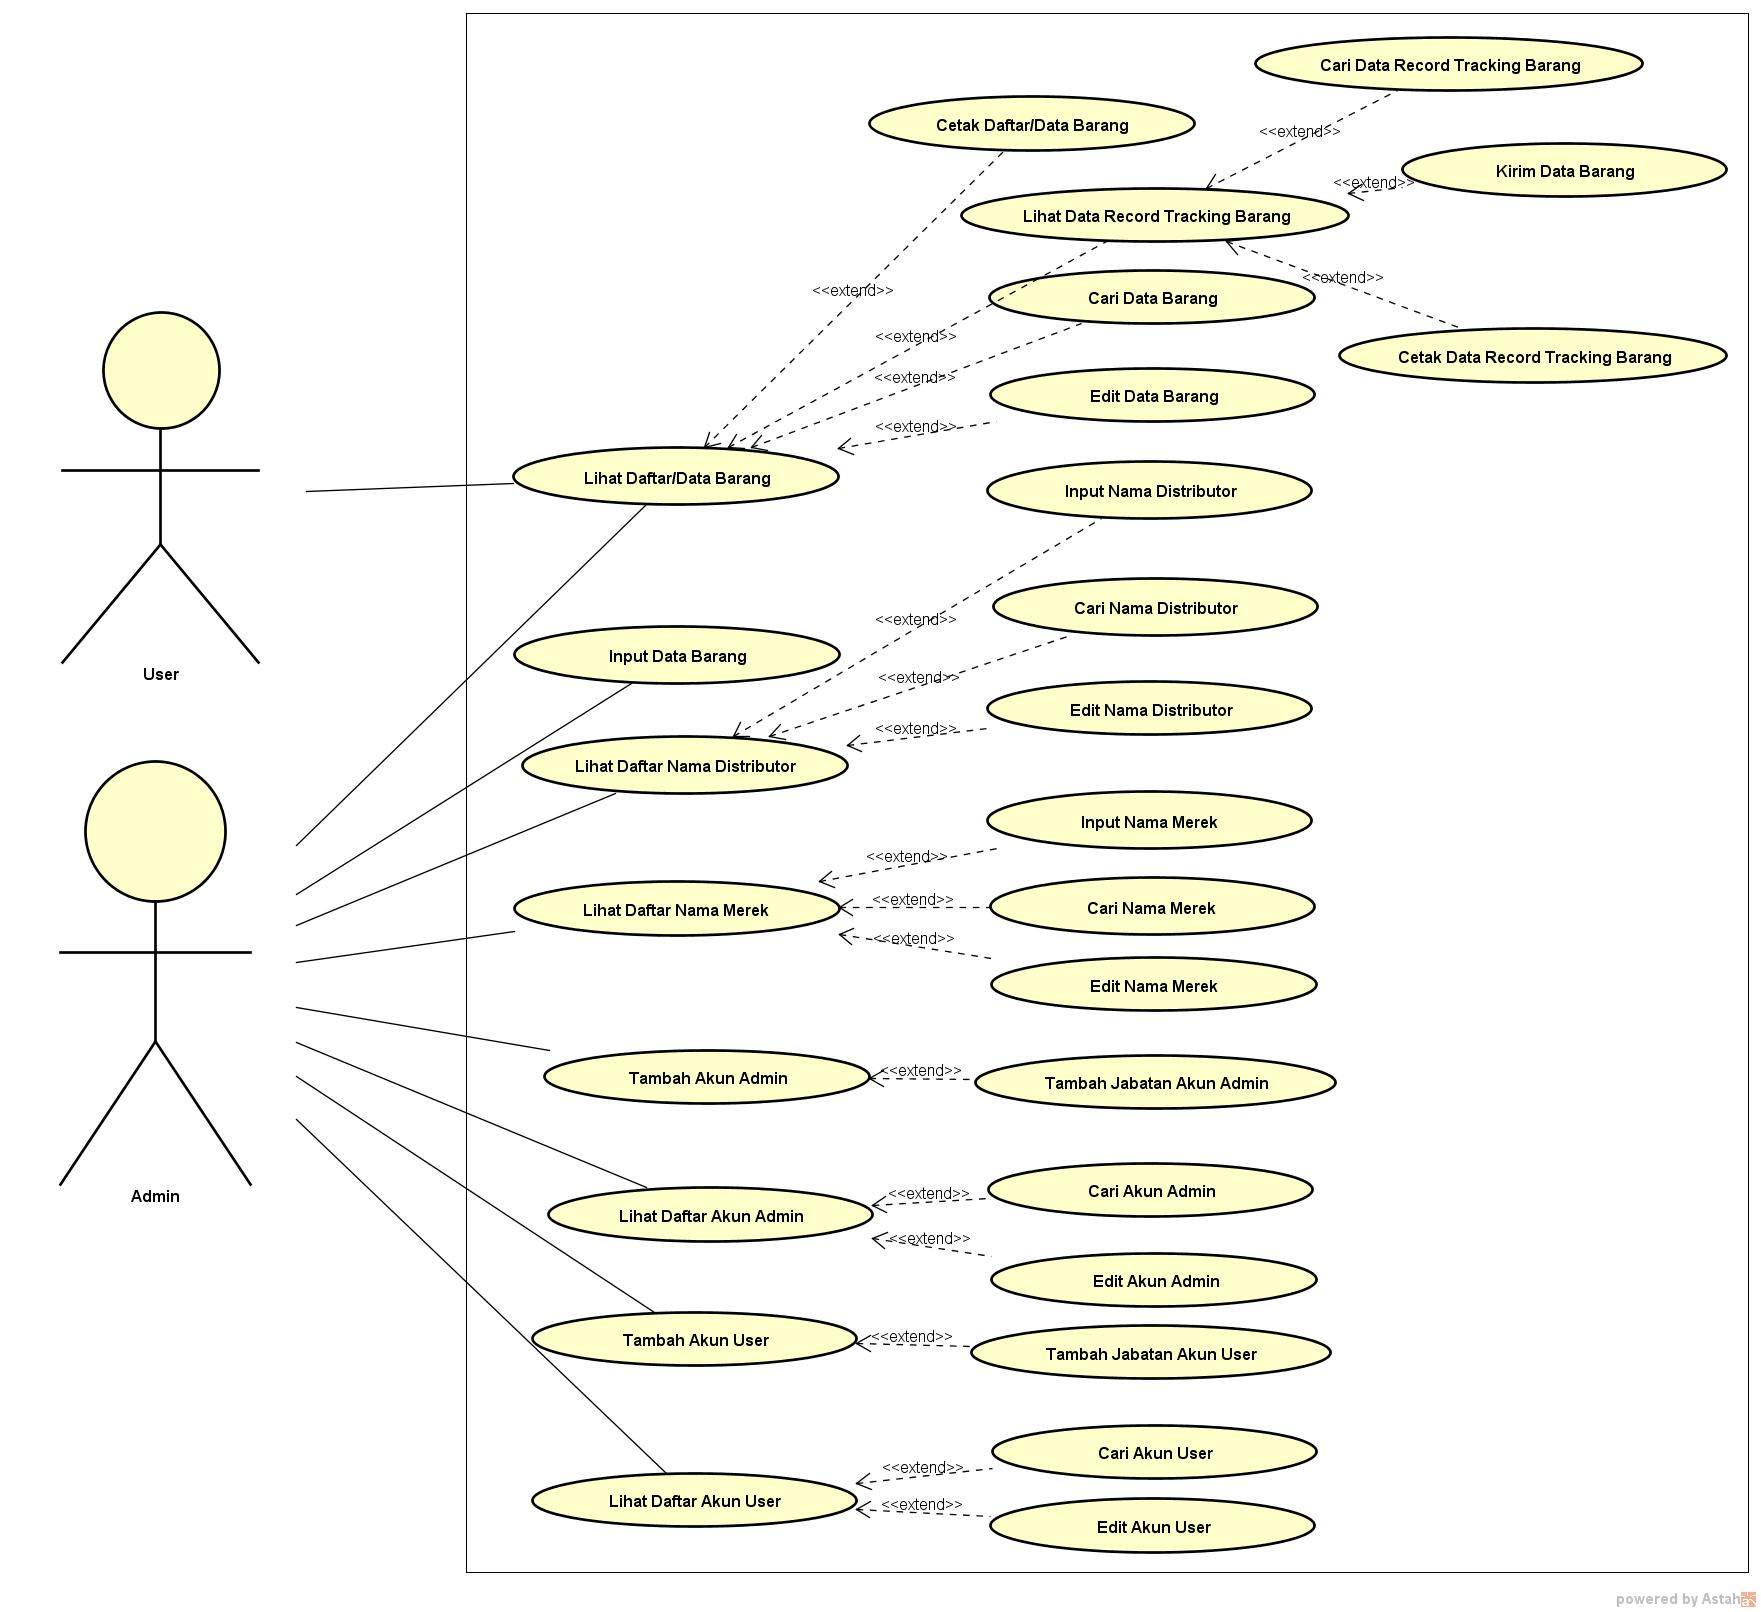 Cari Data Record Tracking Barang
Cetak Daftar/Data Barang
<<extend>>
Kirim Data Barang
<<extend>>
Lihat Data Record Tracking Barang
<<extend>>
<<extend>>
Cari Data Barang
<<extend>>
Cetak Data Record Tracking Barang
<<extend>>
Edit Data Barang
<<extend>>
Lihat Daftar/Data Barang
Input Nama Distributor
Cari Nama Distributor
<<extend>>
Input Data Barang
User
<<extend>>
Edit Nama Distributor
<<extend>>
Lihat Daftar Nama Distributor
Input Nama Merek
<<extend>>
<<extend>>
Cari Nama Merek
Lihat Daftar Nama Merek
<<extend>>
Edit Nama Merek
<<extend>>
Tambah Akun Admin
Tambah Jabatan Akun Admin
Cari Akun Admin
<<extend>>
Admin
Lihat Daftar Akun Admin
<<extend>>
Edit Akun Admin
<<extend>>
Tambah Akun User
Tambah Jabatan Akun User
Cari Akun User
<<extend>>
Lihat Daftar Akun User
<<extend>>
Edit Akun User
powered by Astah